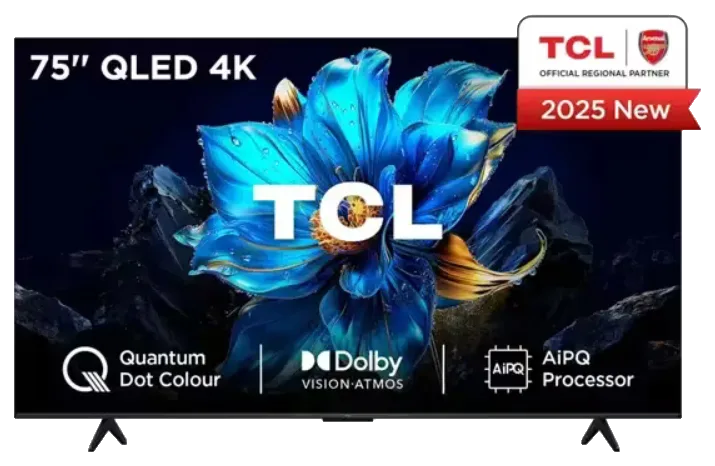 75" QLED 4K
TCL
Arsenal
OFFICIAL REGIONAL PARTNER
2025 New
TCL
Quantum
Dot Colour
Dolby
VISION·ATMOS
AiPQ
AiPQ
Processor